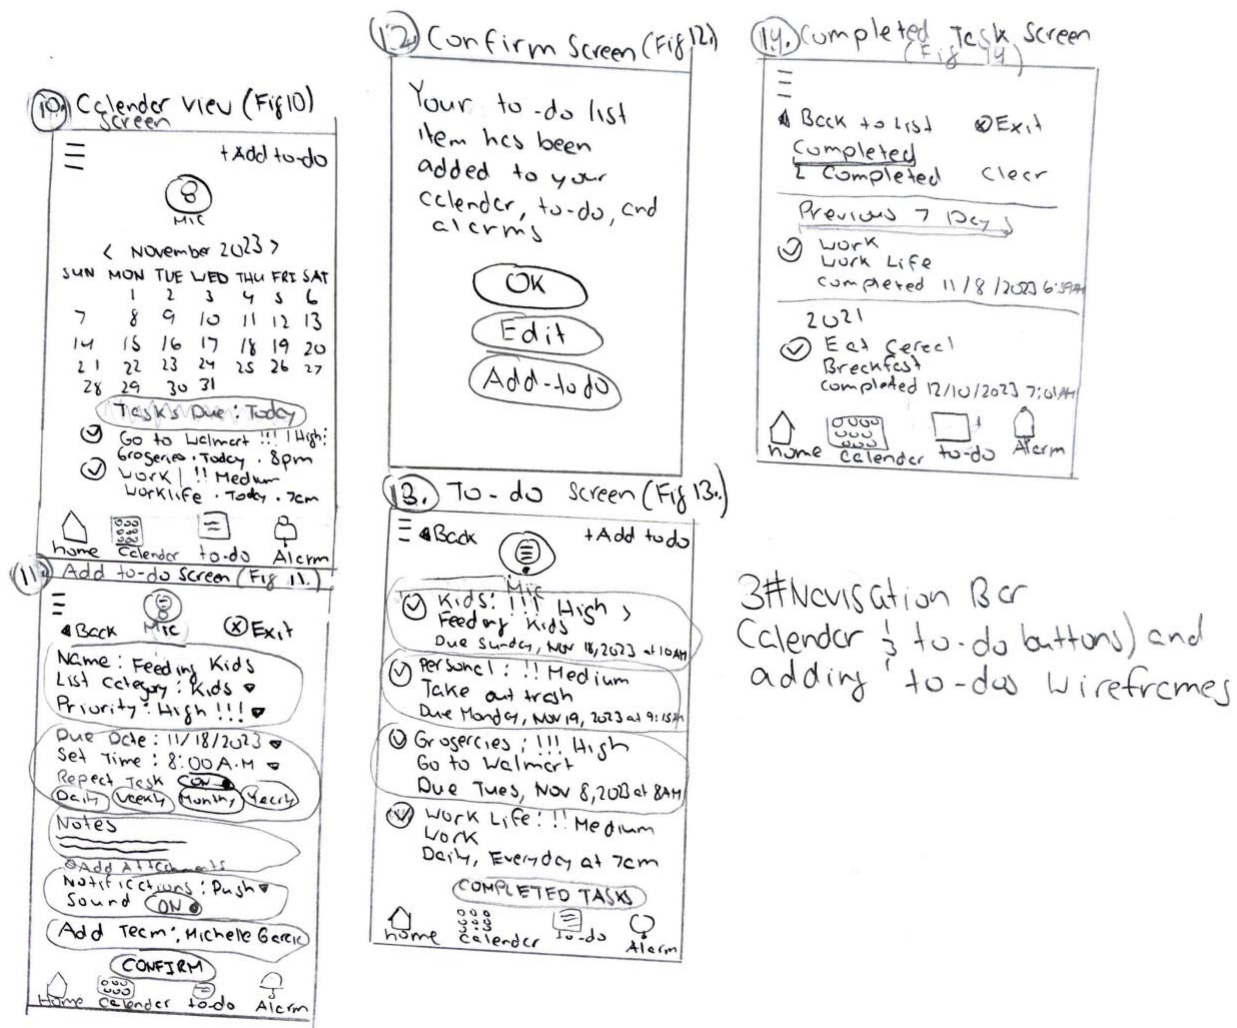 10. Calender View (Fig 10)
Screen
+Add to-do
Mic
< November 2023 >
SUN MON TUE WED THU FRI SAT
1 2 3 4 5 6
7 8 9 10 11 12 13
14 15 16 17 18 19 20
21 22 23 24 25 26 27
28 29 30 31
Tasks Due: Today
Go to Walmart !!! | High:
Groseries · Today · 8pm
Work | !! Medium
Worklife · Today · 7am
home Calender to-do Alarm
11. Add to-do Screen (Fig 11.)
Back Mic Exit
Name: Feeding Kids
List Category: Kids
Priority: High !!!
Due Date: 11/18/2023
Set Time: 8:00 A.M
Repeat Task ON
Daily Weekly Monthly Yearly
Notes
Add Attachments
Notifications: Push
Sound ON
Add Team: Michelle Garcia
CONFIRM
Home Calender to-do Alarm
12. Confirm Screen (Fig 12.)
Your to-do list
item has been
added to your
calender, to-do, and
alarms
OK
Edit
Add-to do
13. To-do Screen (Fig 13.)
Back +Add to do
Mic
Kids: !!! High >
Feeding Kids
Due Sunday, Nov 18, 2023 at 10AM
Personal: !! Medium
Take out trash
Due Monday, Nov 19, 2023 at 9:15AM
Grosercies: !!! High
Go to Walmart
Due Tues, Nov 8, 2023 at 8AM
Work Life: !! Medium
Work
Daily, Everyday at 7am
COMPLETED TASKS
home Calender to-do Alarm
14. Completed Task Screen
(Fig 14)
Back to List Exit
Completed
2 Completed Clear
Previous 7 Days
Work
Work Life
Completed 11/8/2023 6:59AM
2021
Eat Cereal
Breakfast
Completed 12/10/2023 7:01AM
home Calender to-do Alarm
3#Navigation Bar
Calender & to-do buttons) and
adding to-dos Wireframes